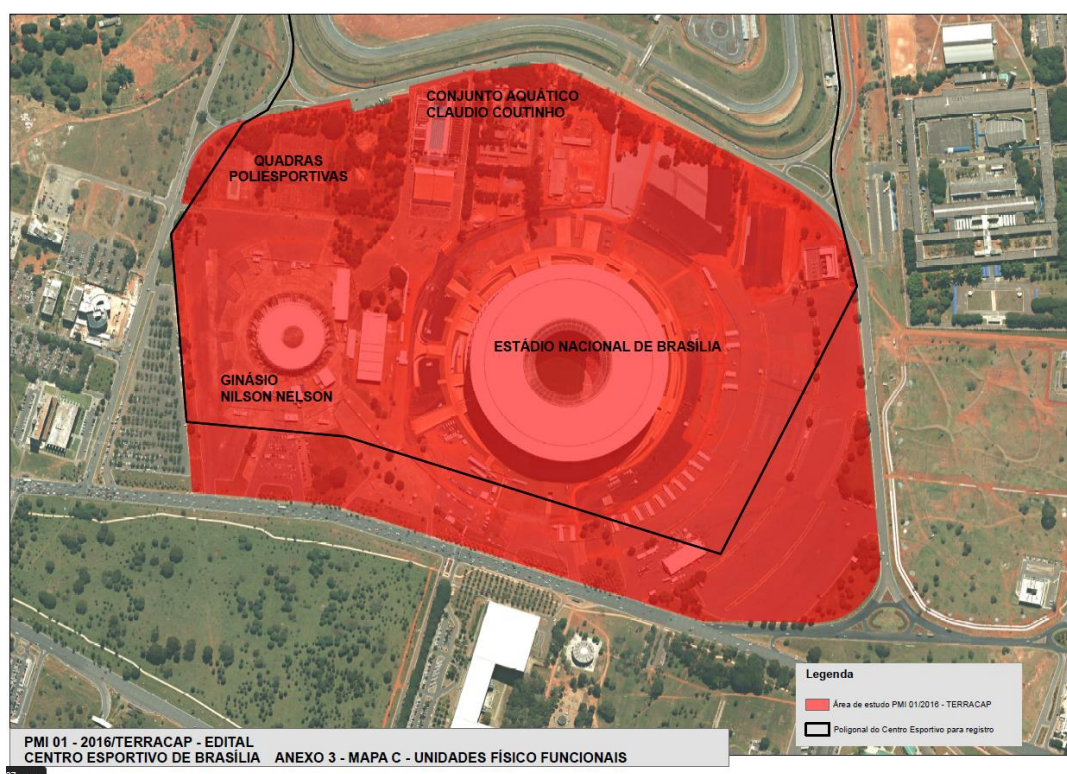 CONJUNTO AQUÁTICO
CLAUDIO COUTINHO
QUADRAS
POLIESPORTIVAS
ESTÁDIO NACIONAL DE BRASÍLIA
GINÁSIO
NILSON NELSON
Legenda
Área de estudo PMI 01/2016 - TERRACAP
Poligonal do Centro Esportivo para registro
PMI 01 - 2016/TERRACAP - EDITAL
CENTRO ESPORTIVO DE BRASÍLIA ANEXO 3 - MAPA C - UNIDADES FÍSICO FUNCIONAIS